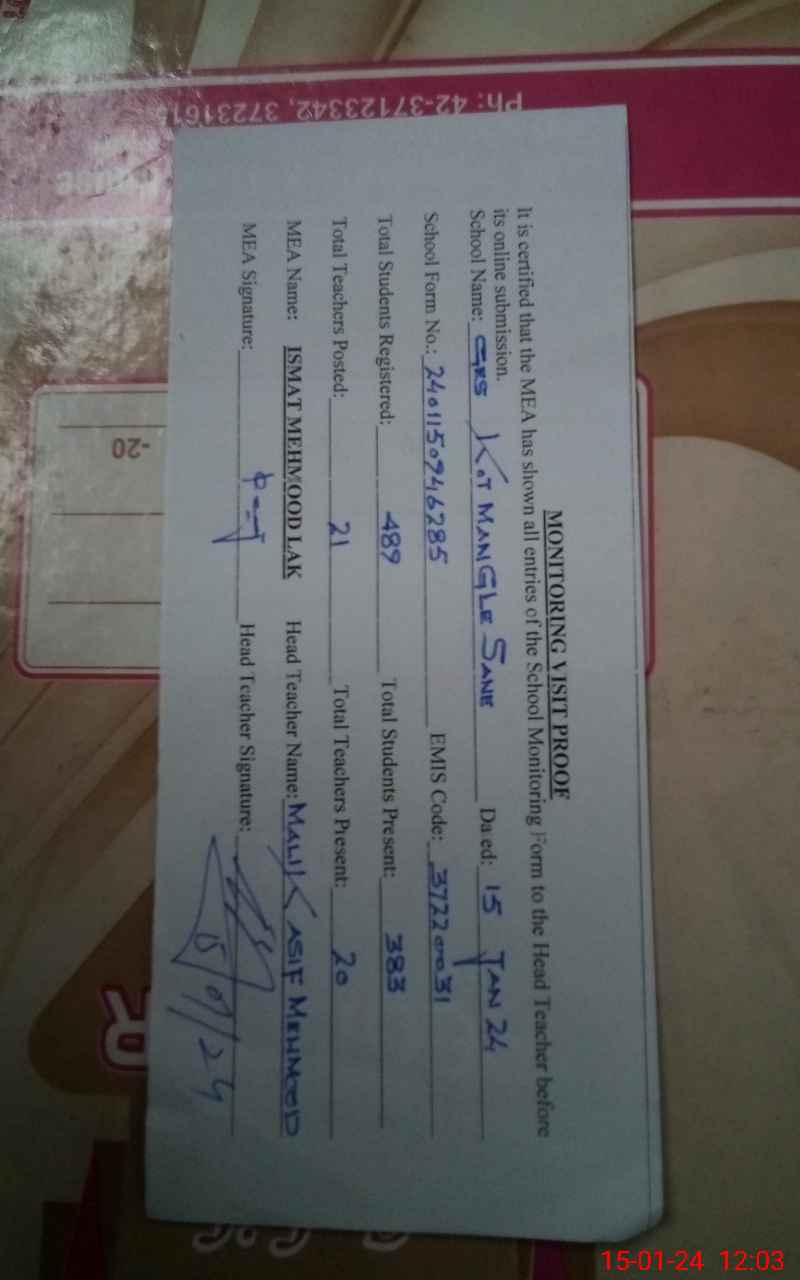 Ph: 42-37123342, 3723161
MONITORING VISIT PROOF
It is certified that the MEA has shown all entries of the School Monitoring Form to the Head Teacher before
its online submission.
School Name: GES KOT MANGLE SANE Dated: 15 JAN 24
School Form No.: 2401150946285 EMIS Code: 37220031
Total Students Registered: 489 Total Students Present: 383
Total Teachers Posted: 21 Total Teachers Present: 20
MEA Name: ISMAT MEHMOOD LAK Head Teacher Name: MALIK ASIF MEHMOOD
MEA Signature: Head Teacher Signature:
15/01/24
-20
15-01-24 12:03